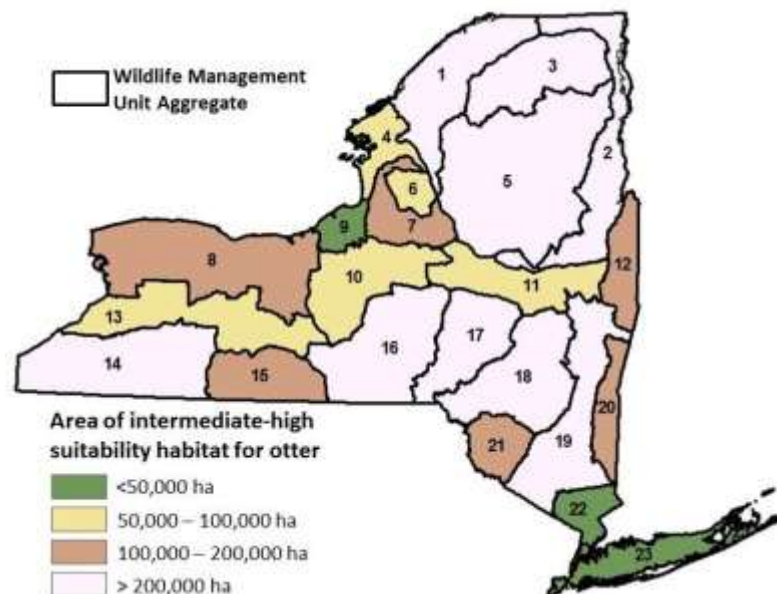 Wildlife Management
Unit Aggregate
1
3
4
2
5
6
7
9
8
10
12
11
13
17
16
14
18
15
20
21
19
22
23
Area of intermediate-high
suitability habitat for otter
<50,000 ha
50,000 – 100,000 ha
100,000 – 200,000 ha
> 200,000 ha